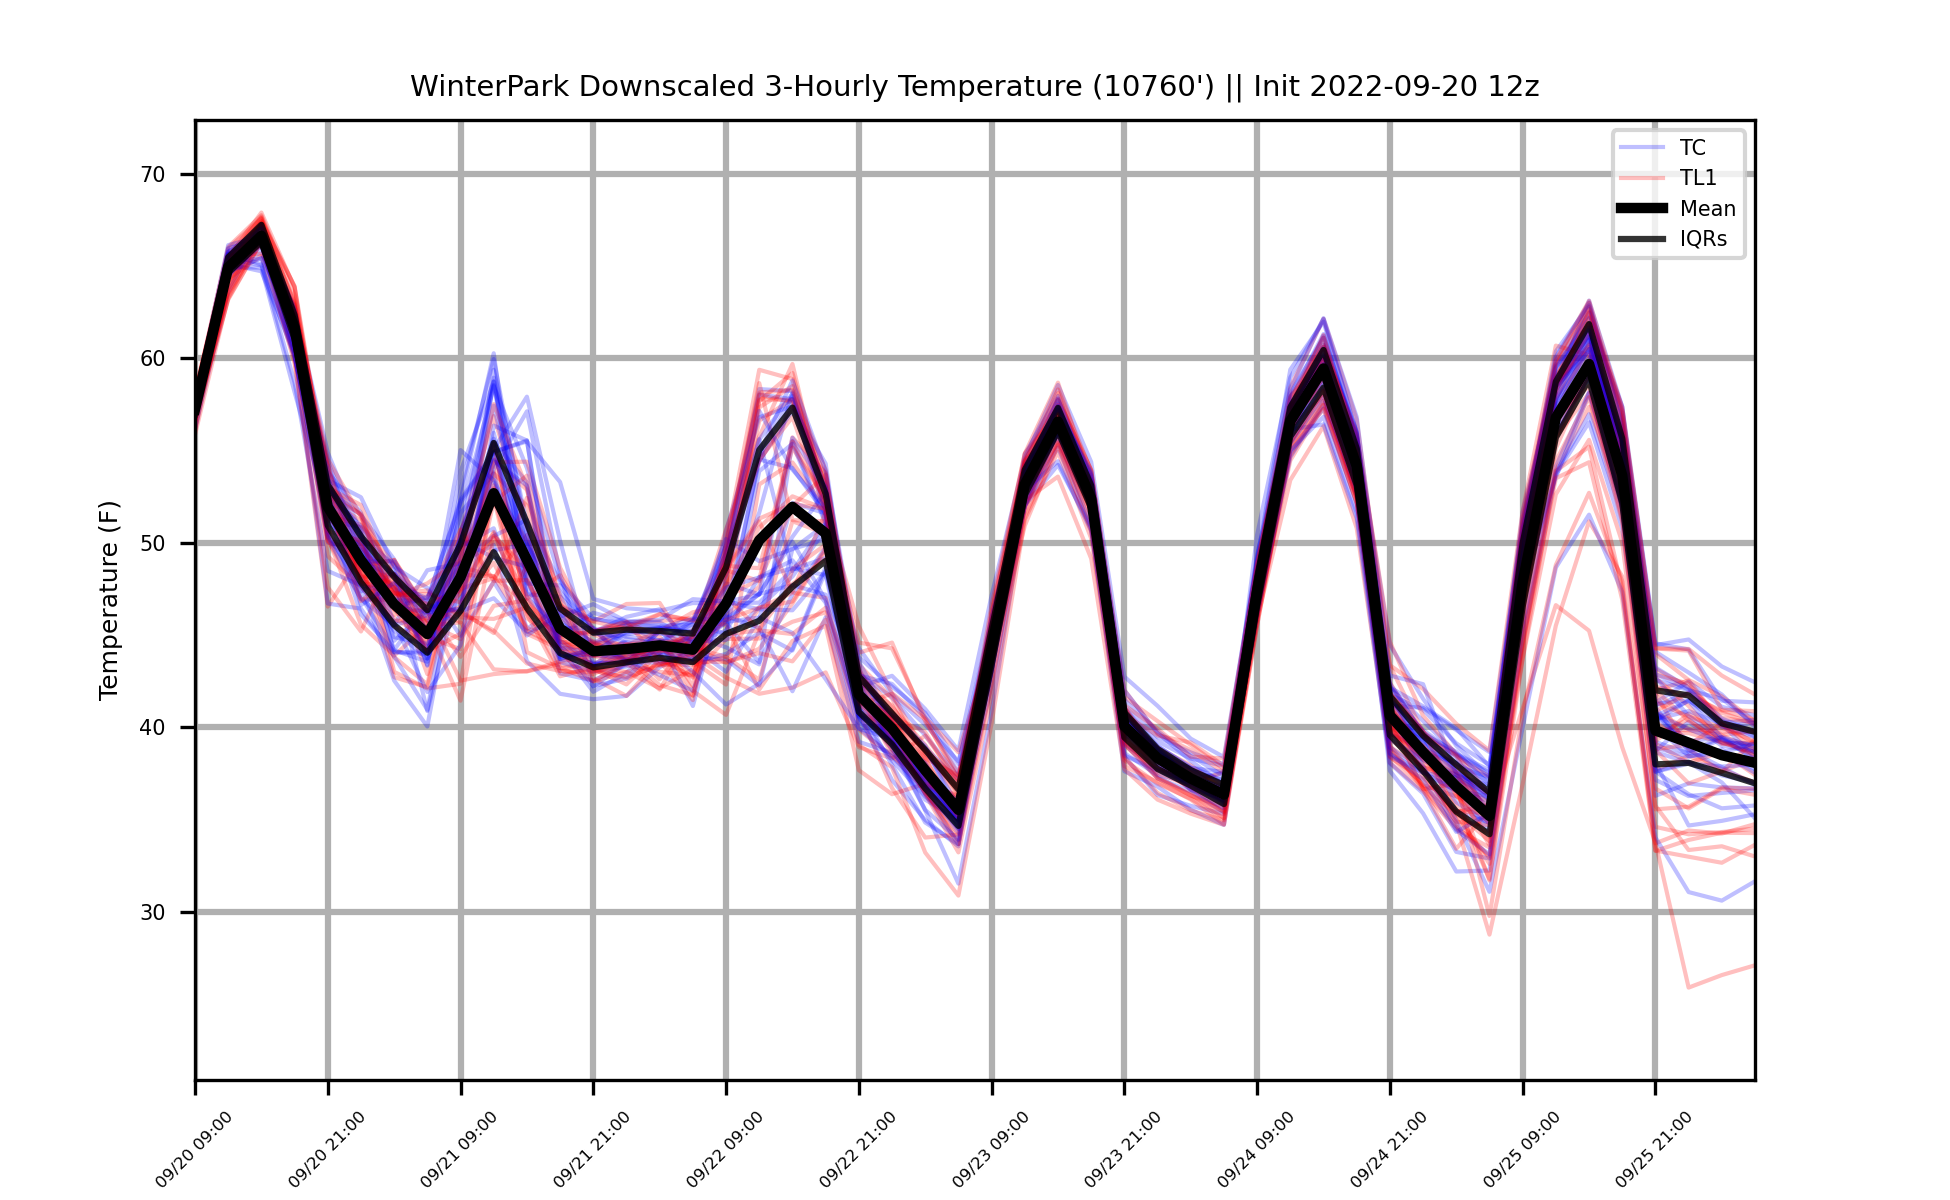 WinterPark Downscaled 3-Hourly Temperature (10760') || Init 2022-09-20 12z
TC
TL1
Mean
IQRs
Temperature (F)
70
60
50
40
30
09/20 09:00
09/20 21:00
09/21 09:00
09/21 21:00
09/22 09:00
09/22 21:00
09/23 09:00
09/23 21:00
09/24 09:00
09/24 21:00
09/25 09:00
09/25 21:00